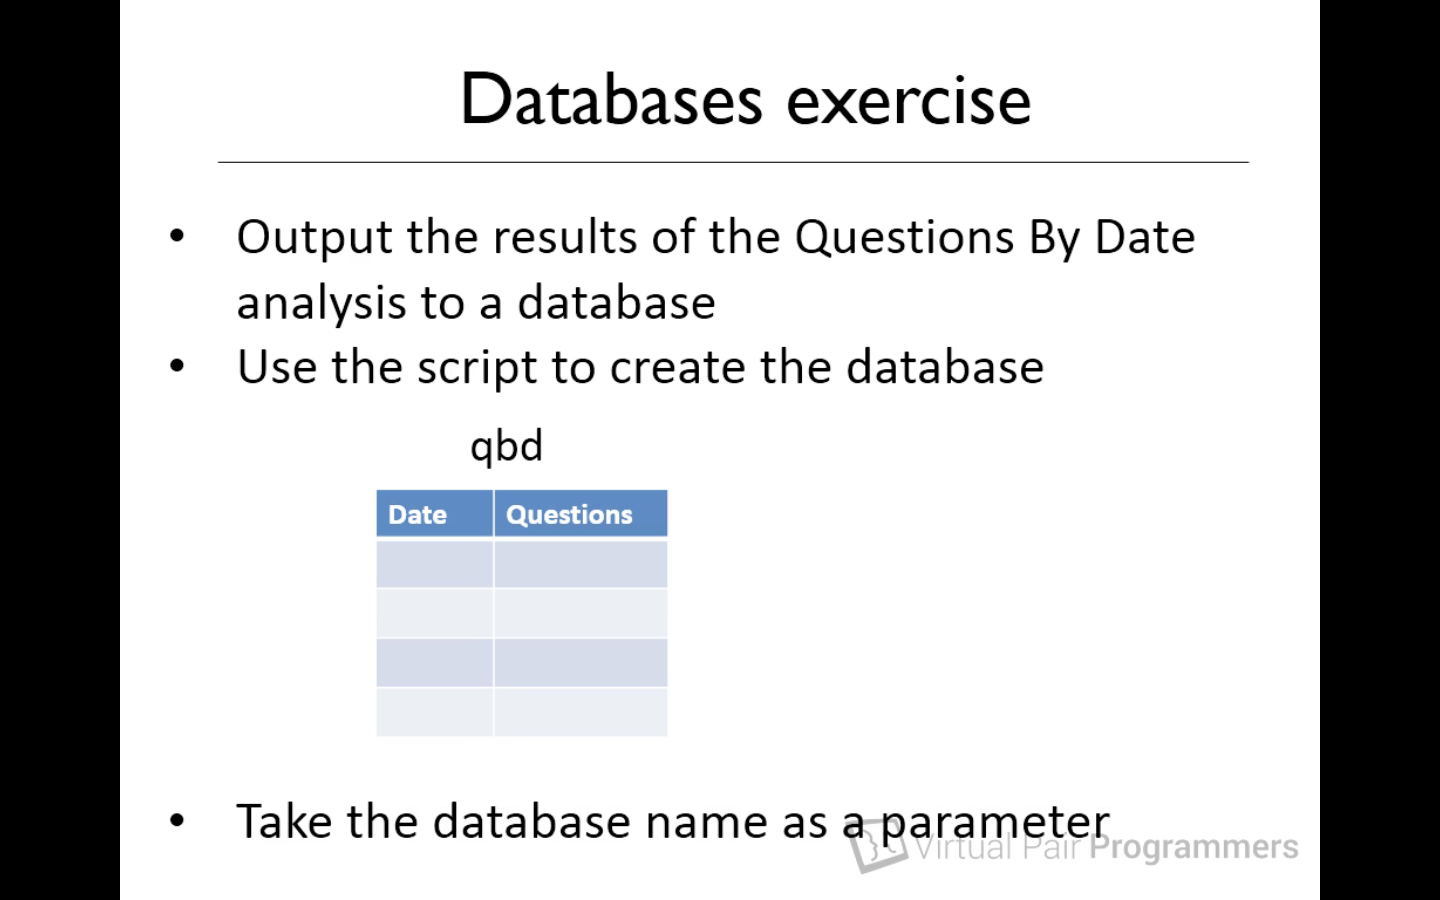 Databases exercise
• Output the results of the Questions By Date
analysis to a database
• Use the script to create the database
qbd
Date Questions
• Take the database name as a parameter
Virtual Pair Programmers